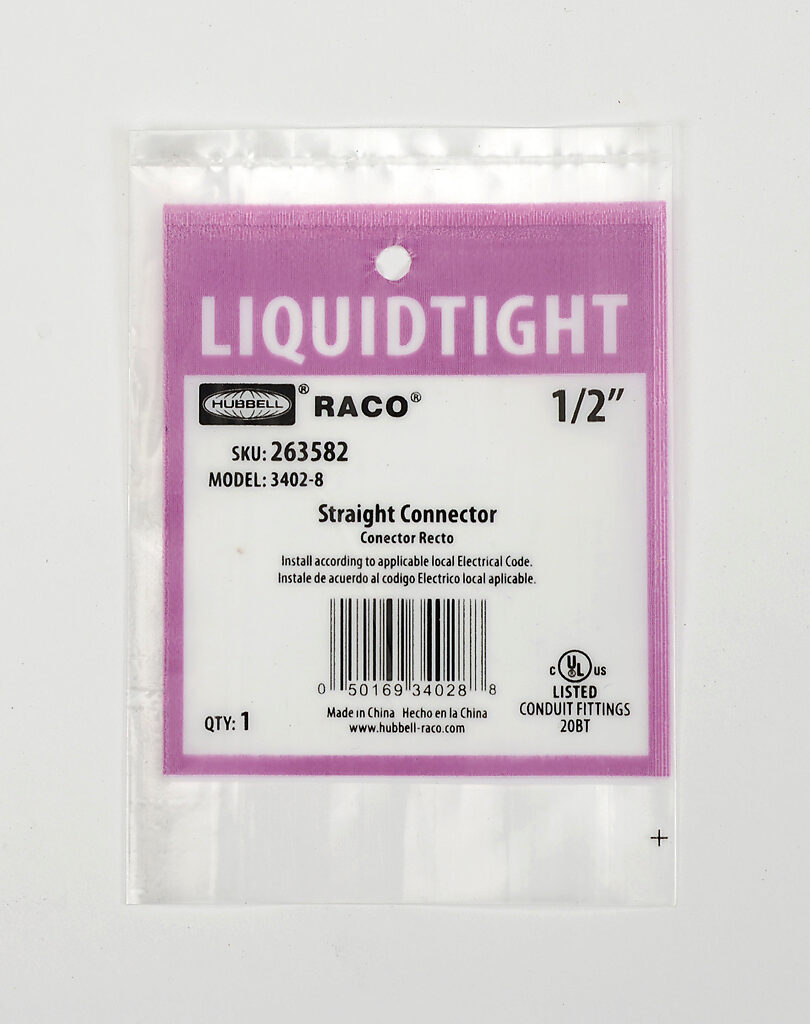 LIQUIDTIGHT
HUBBELL® RACO® 1/2”
SKU: 263582
MODEL: 3402-8
Straight Connector
Conector Recto
Install according to applicable local Electrical Code.
Instale de acuerdo al codigo Electrico local aplicable.
0 50169 34028 8
c UL us
LISTED
CONDUIT FITTINGS
20BT
QTY: 1
Made in China Hecho en la China
www.hubbell-raco.com